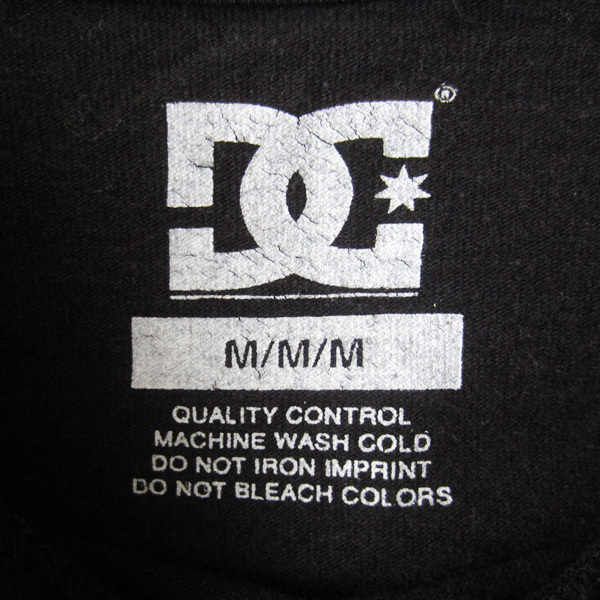 DC®
M/M/M
QUALITY CONTROL
MACHINE WASH COLD
DO NOT IRON IMPRINT
DO NOT BLEACH COLORS